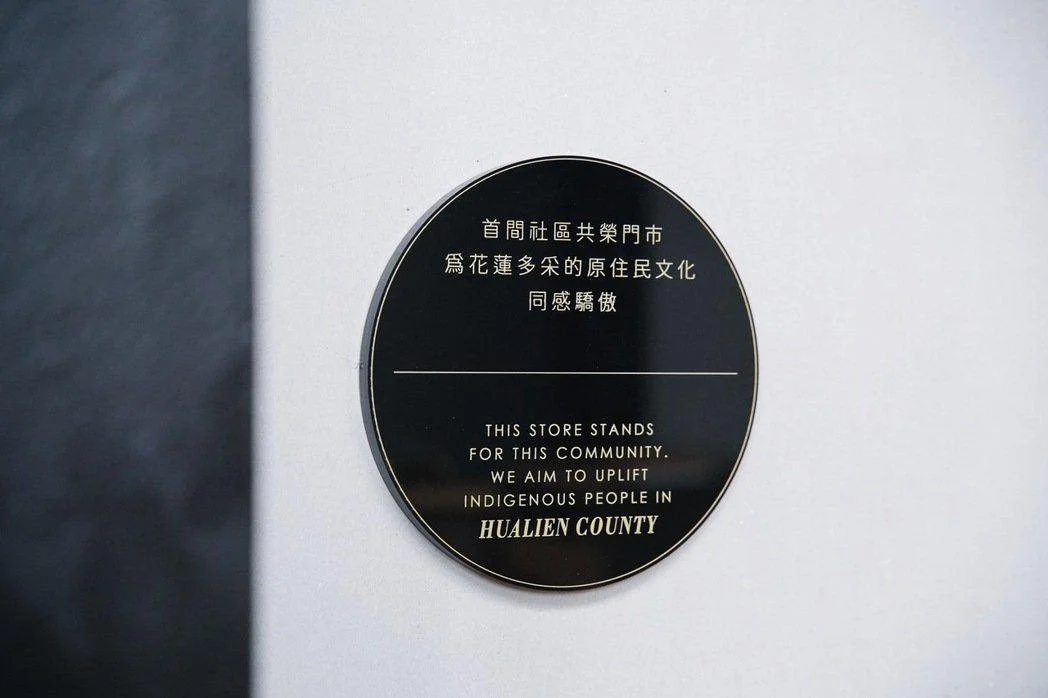 首間社區共榮門市
為花蓮多采的原住民文化
同感驕傲
THIS STORE STANDS
FOR THIS COMMUNITY.
WE AIM TO UPLIFT
INDIGENOUS PEOPLE IN
HUALIEN COUNTY